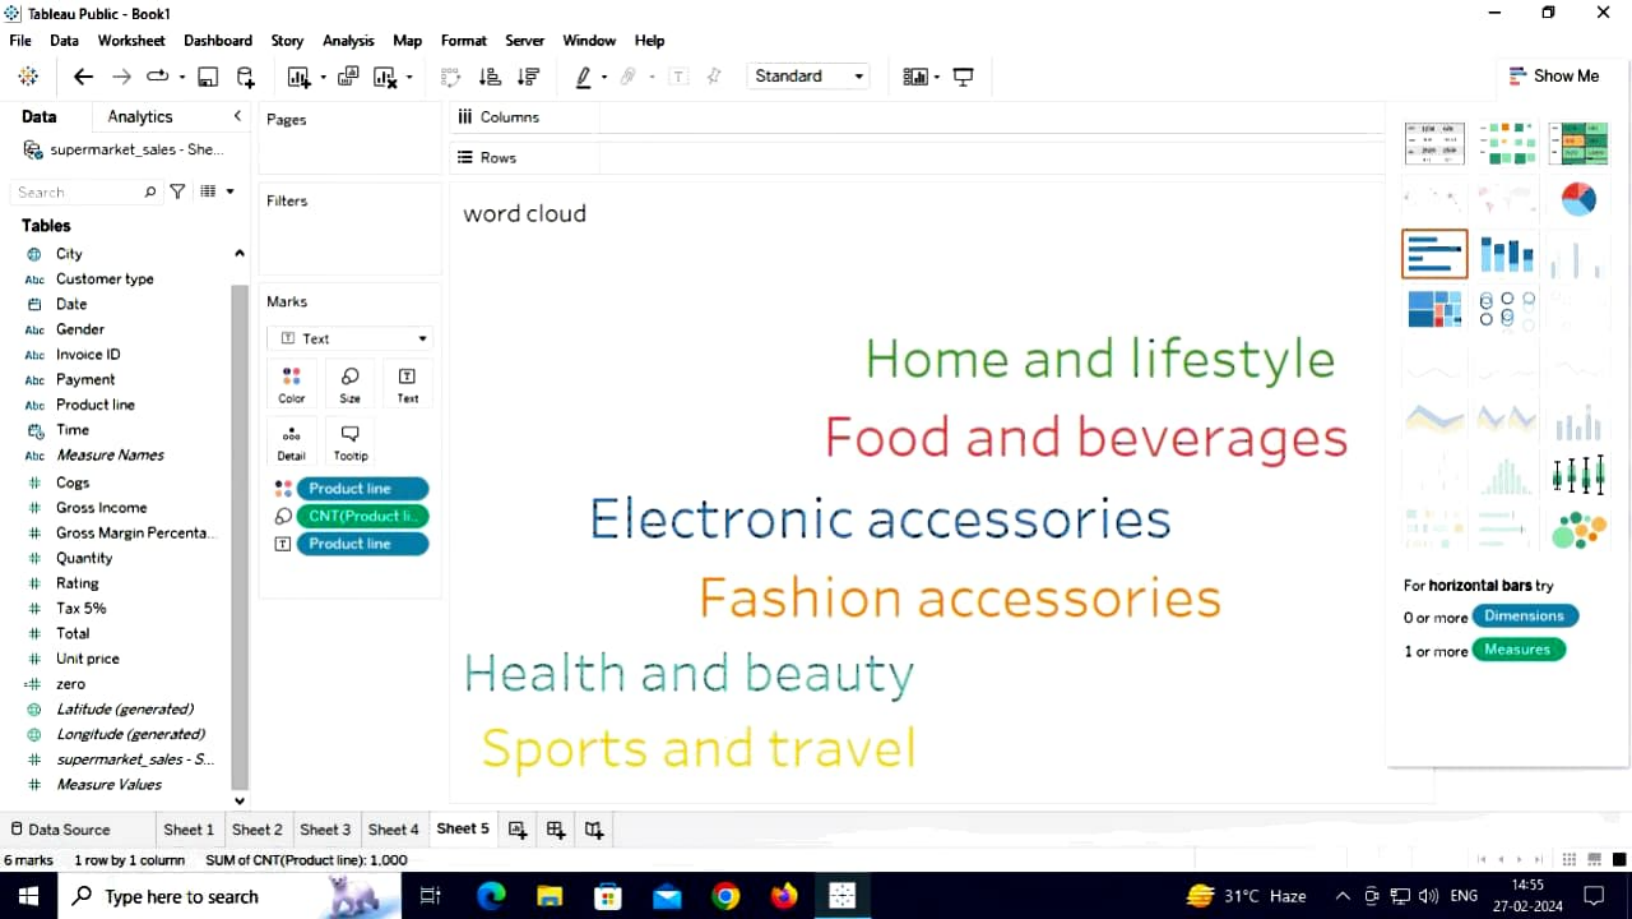 Tableau Public - Book1
File Data Worksheet Dashboard Story Analysis Map Format Server Window Help
Standard
Show Me
Data Analytics
supermarket_sales - She...
Search
Tables
City
Abc Customer type
Date
Abc Gender
Abc Invoice ID
Abc Payment
Abc Product line
Time
Abc Measure Names
# Cogs
# Gross Income
# Gross Margin Percenta...
# Quantity
# Rating
# Tax 5%
# Total
# Unit price
=# zero
Latitude (generated)
Longitude (generated)
# supermarket_sales - S...
# Measure Values
Pages
Filters
Marks
T Text
Color Size Text
Detail Tooltip
Product line
CNT(Product li..
Product line
Columns
Rows
word cloud
Home and lifestyle
Food and beverages
Electronic accessories
Fashion accessories
Health and beauty
Sports and travel
For horizontal bars try
0 or more Dimensions
1 or more Measures
Data Source Sheet 1 Sheet 2 Sheet 3 Sheet 4 Sheet 5
6 marks 1 row by 1 column SUM of CNT(Product line): 1,000
Type here to search
31°C Haze
ENG
14:55
27-02-2024